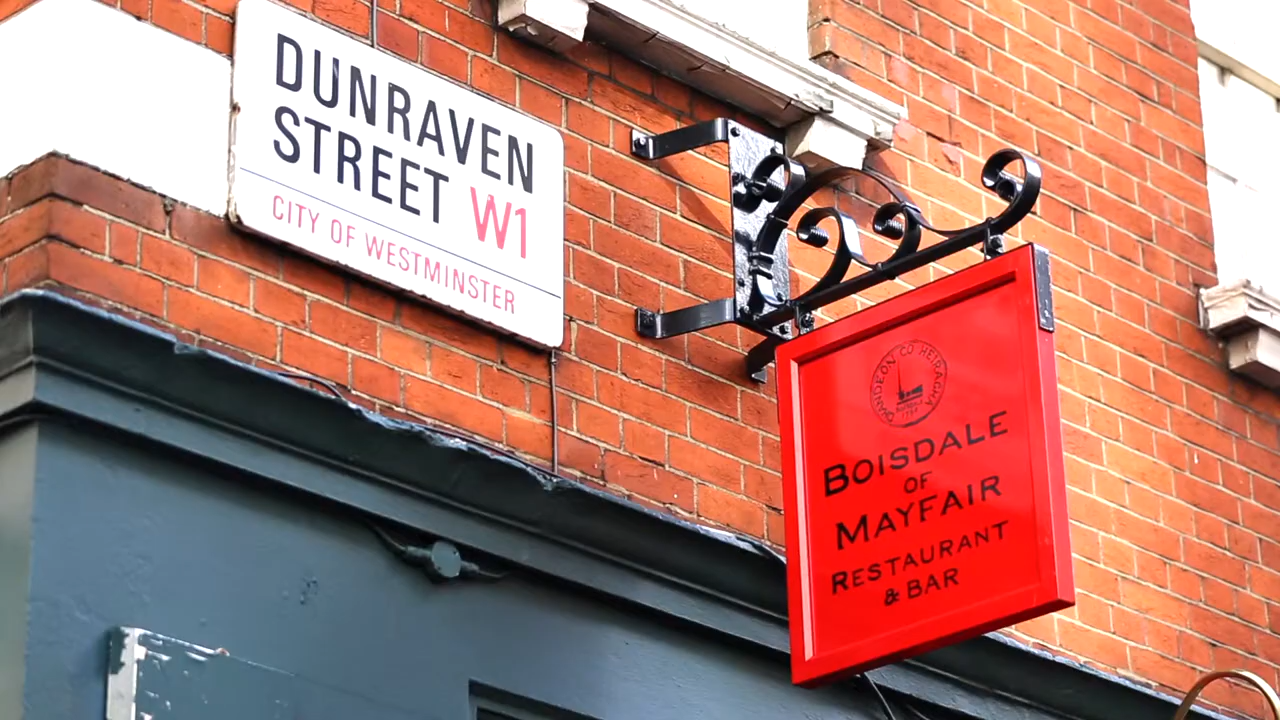 DUNRAVEN
STREET W1
CITY OF WESTMINSTER
BOISDALE
OF
MAYFAIR
RESTAURANT
& BAR